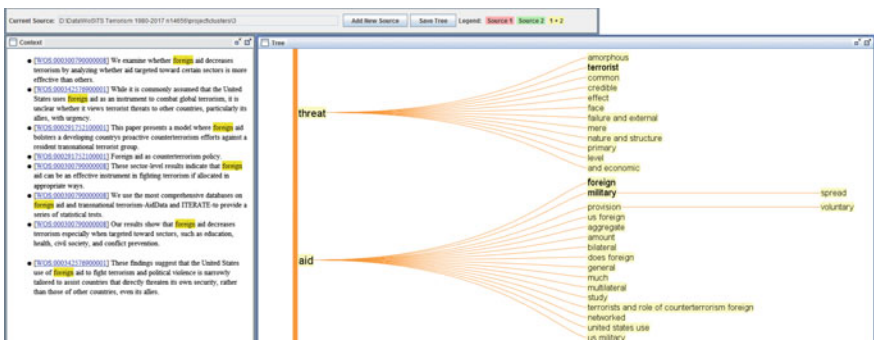 Current Source: D:\Data\WoS\TS Terrorism 1980-2017 n14656\project\clusters\3 Add New Source Save Tree Legend: Source 1 Source 2 1 + 2
Context
[WOS:000300790000008] We examine whether foreign aid decreases
terrorism by analyzing whether aid targeted toward certain sectors is more
effective than others.
[WOS:000342576900001] While it is commonly assumed that the United
States uses foreign aid as an instrument to combat global terrorism, it is
unclear whether it views terrorist threats to other countries, particularly its
allies, with urgency.
[WOS:000291752100001] This paper presents a model where foreign aid
bolsters a developing countrys proactive counterterrorism efforts against a
resident transnational terrorist group.
[WOS:000291752100001] Foreign aid as counterterrorism policy.
[WOS:000300790000008] These sector-level results indicate that foreign
aid can be an effective instrument in fighting terrorism if allocated in
appropriate ways.
[WOS:000300790000008] We use the most comprehensive databases on
foreign aid and transnational terrorism-AidData and ITERATE-to provide a
series of statistical tests.
[WOS:000300790000008] Our results show that foreign aid decreases
terrorism especially when targeted toward sectors, such as education,
health, civil society, and conflict prevention.
[WOS:000342576900001] These findings suggest that the United States
use of foreign aid to fight terrorism and political violence is narrowly
tailored to assist countries that directly threaten its own security, rather
than those of other countries, even its allies.
Tree
threat
amorphous
terrorist
common
credible
effect
face
failure and external
mere
nature and structure
primary
level
and economic
aid
foreign
military
spread
provision
voluntary
us foreign
aggregate
amount
bilateral
does foreign
general
much
multilateral
study
terrorists and role of counterterrorism foreign
networked
united states use
us military